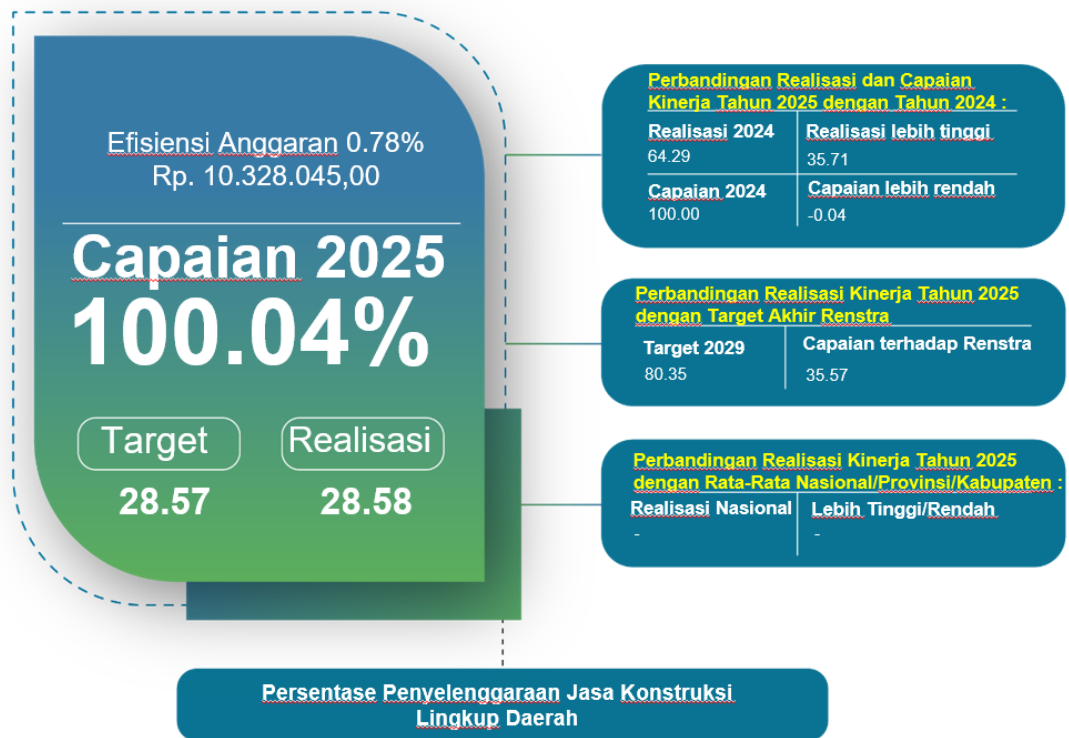 Efisiensi Anggaran 0.78%
Rp. 10.328.045,00
Capaian 2025
100.04%
Target
Realisasi
28.57
28.58
Perbandingan Realisasi dan Capaian
Kinerja Tahun 2025 dengan Tahun 2024 :
Realisasi 2024
Realisasi lebih tinggi
64.29
35.71
Capaian 2024
Capaian lebih rendah
100.00
-0.04
Perbandingan Realisasi Kinerja Tahun 2025
dengan Target Akhir Renstra
Target 2029
Capaian terhadap Renstra
80.35
35.57
Perbandingan Realisasi Kinerja Tahun 2025
dengan Rata-Rata Nasional/Provinsi/Kabupaten :
Realisasi Nasional
Lebih Tinggi/Rendah
-
-
Persentase Penyelenggaraan Jasa Konstruksi
Lingkup Daerah